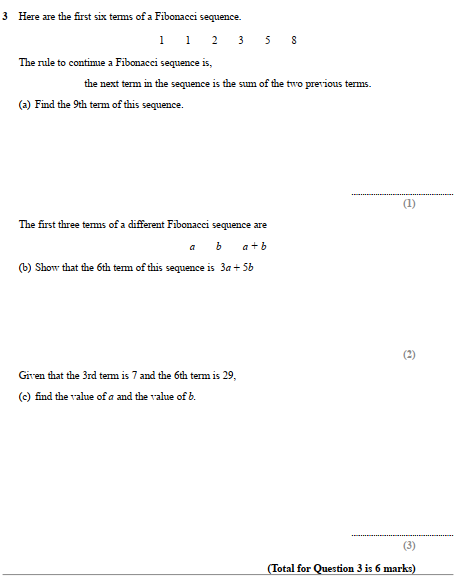 3 Here are the first six terms of a Fibonacci sequence.
1 1 2 3 5 8
The rule to continue a Fibonacci sequence is,
the next term in the sequence is the sum of the two previous terms.
(a) Find the 9th term of this sequence.
(1)
The first three terms of a different Fibonacci sequence are
a b a + b
(b) Show that the 6th term of this sequence is 3a + 5b
(2)
Given that the 3rd term is 7 and the 6th term is 29,
(c) find the value of a and the value of b.
(3)
(Total for Question 3 is 6 marks)